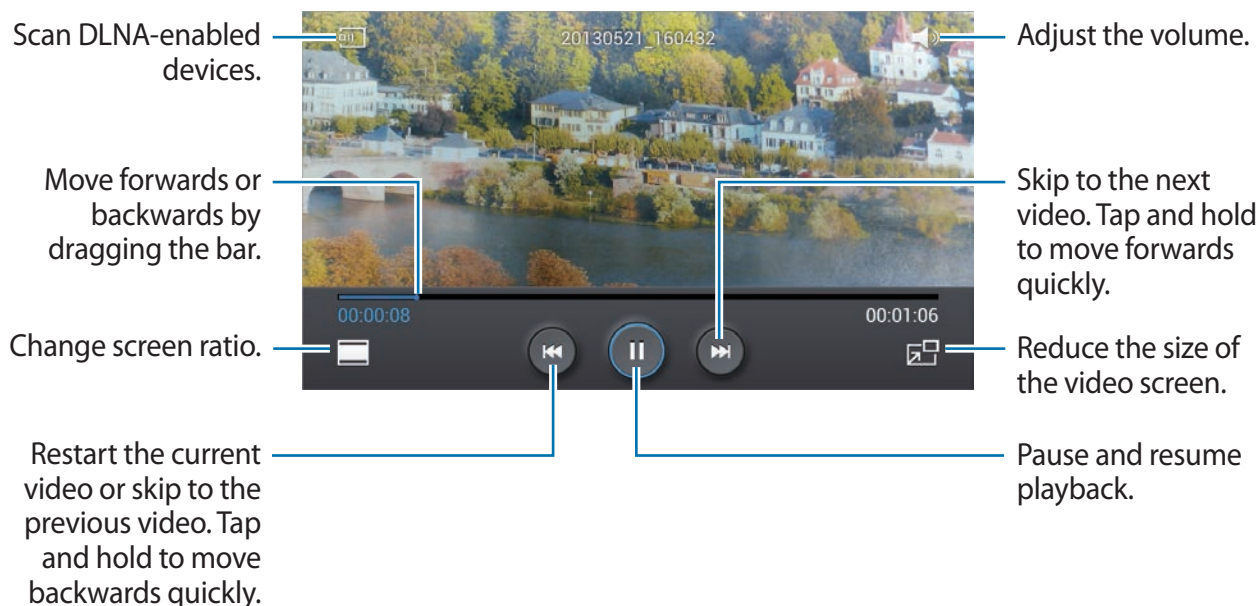 Scan DLNA-enabled
devices.
20130521_160432
Adjust the volume.
Move forwards or
backwards by
dragging the bar.
Skip to the next
video. Tap and hold
to move forwards
quickly.
00:00:08
00:01:06
Change screen ratio.
Reduce the size of
the video screen.
Restart the current
video or skip to the
previous video. Tap
and hold to move
backwards quickly.
Pause and resume
playback.